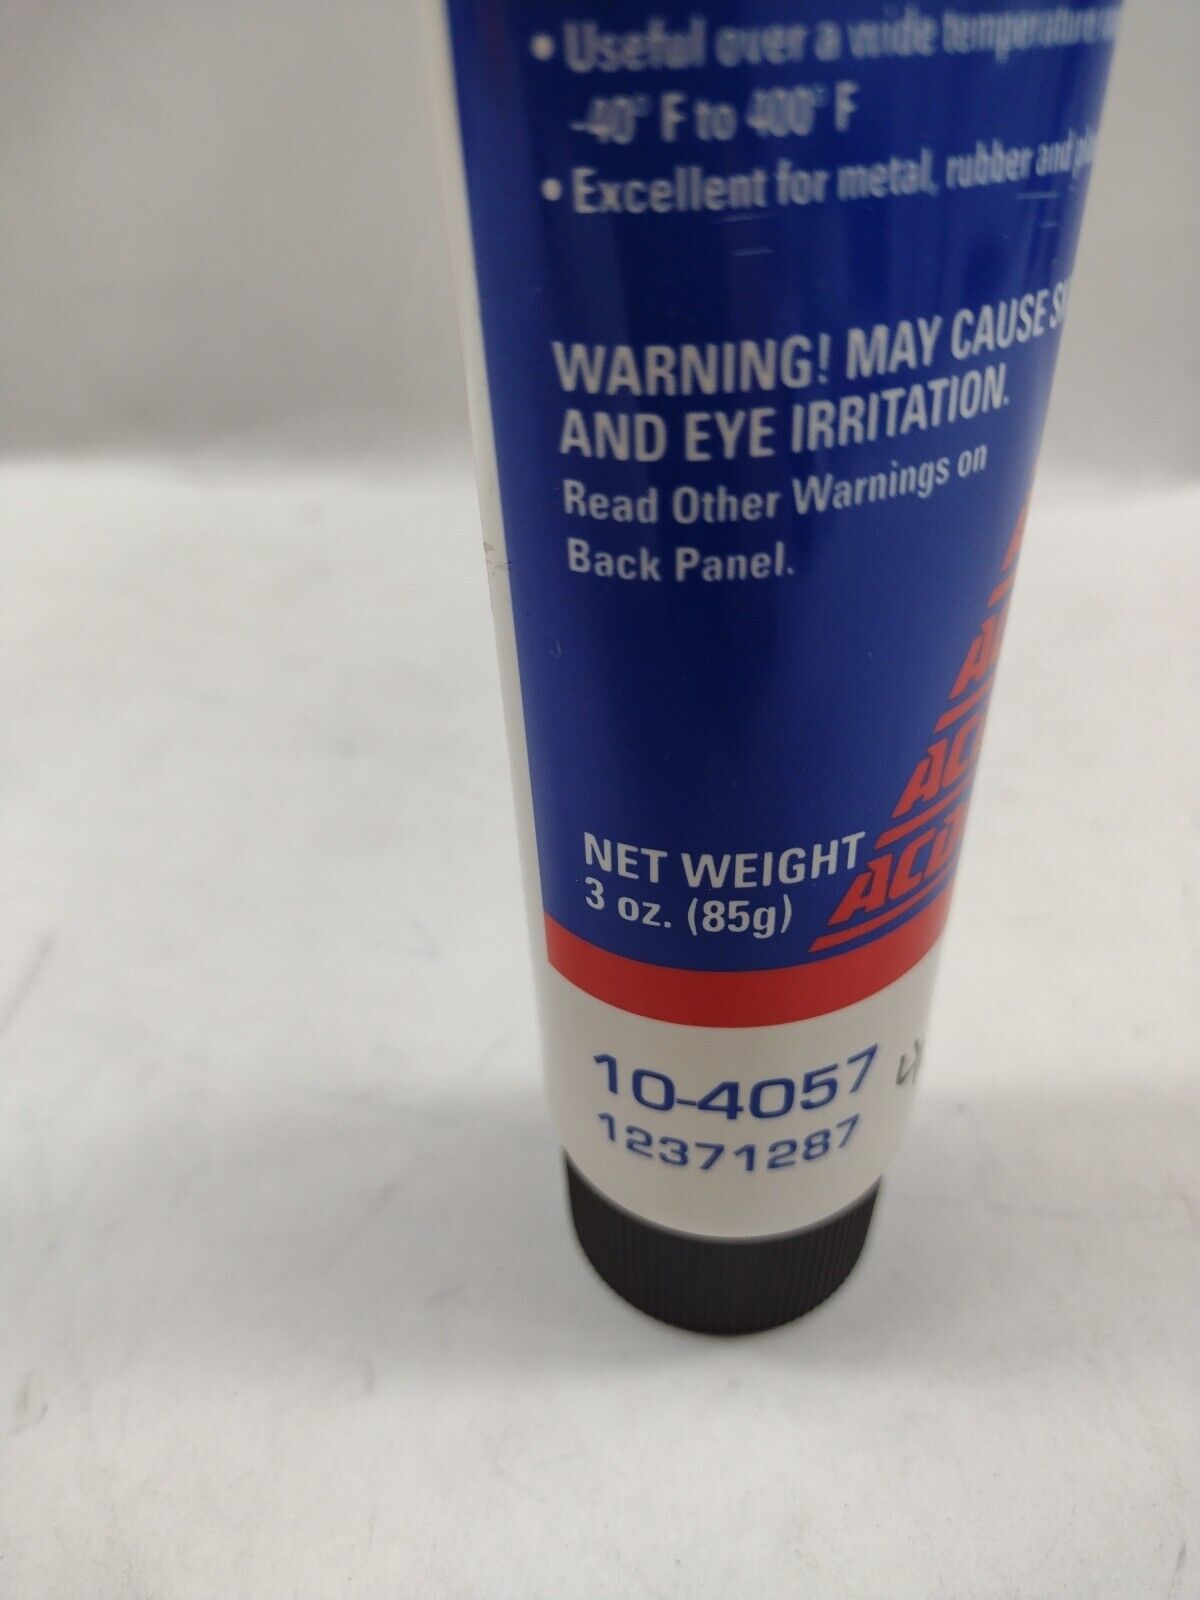 • Useful over a wide temperature
-40° F to 400° F
• Excellent for metal, rubber and
WARNING! MAY CAUSE
AND EYE IRRITATION.
Read Other Warnings on
Back Panel.
NET WEIGHT
3 oz. (85g)
10-4057
12371287